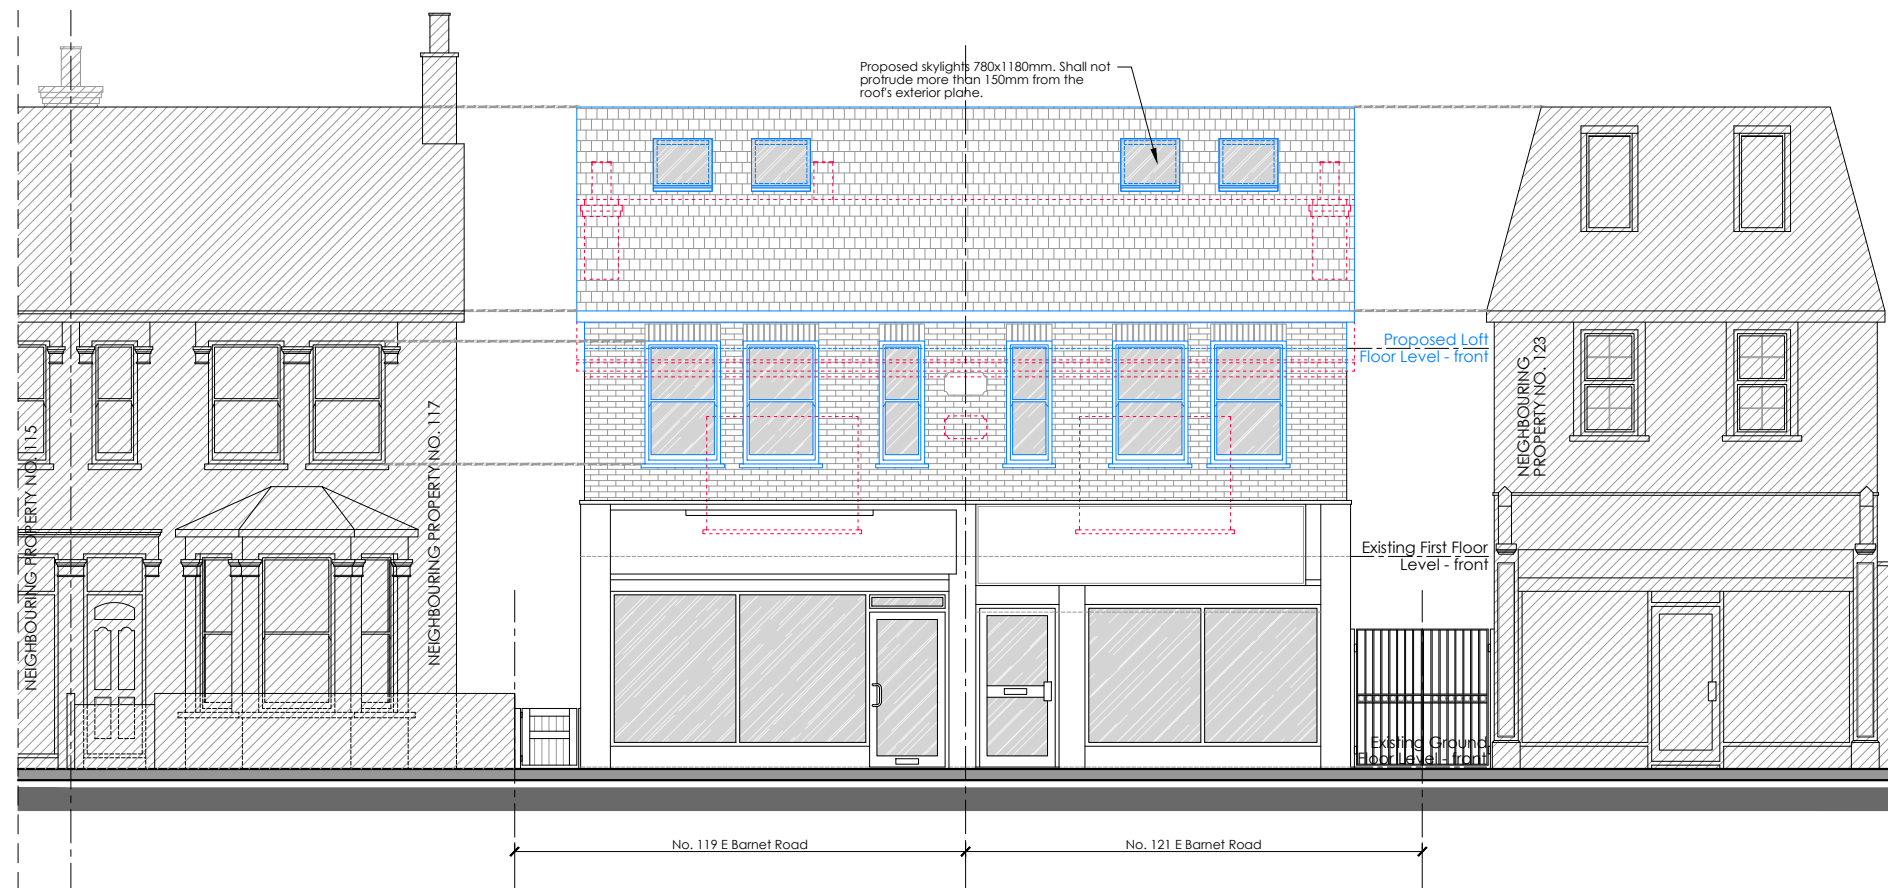 Proposed skylights 780x1180mm. Shall not
protrude more than 150mm from the
roof's exterior plane.
Proposed Loft
Floor Level - front
NEIGHBOURING
PROPERTY NO. 123
NEIGHBOURING PROPERTY NO. 115
NEIGHBOURING PROPERTY NO. 117
Existing First Floor
Level - front
Existing Ground
Floor Level - front
No. 119 E Barnet Road
No. 121 E Barnet Road